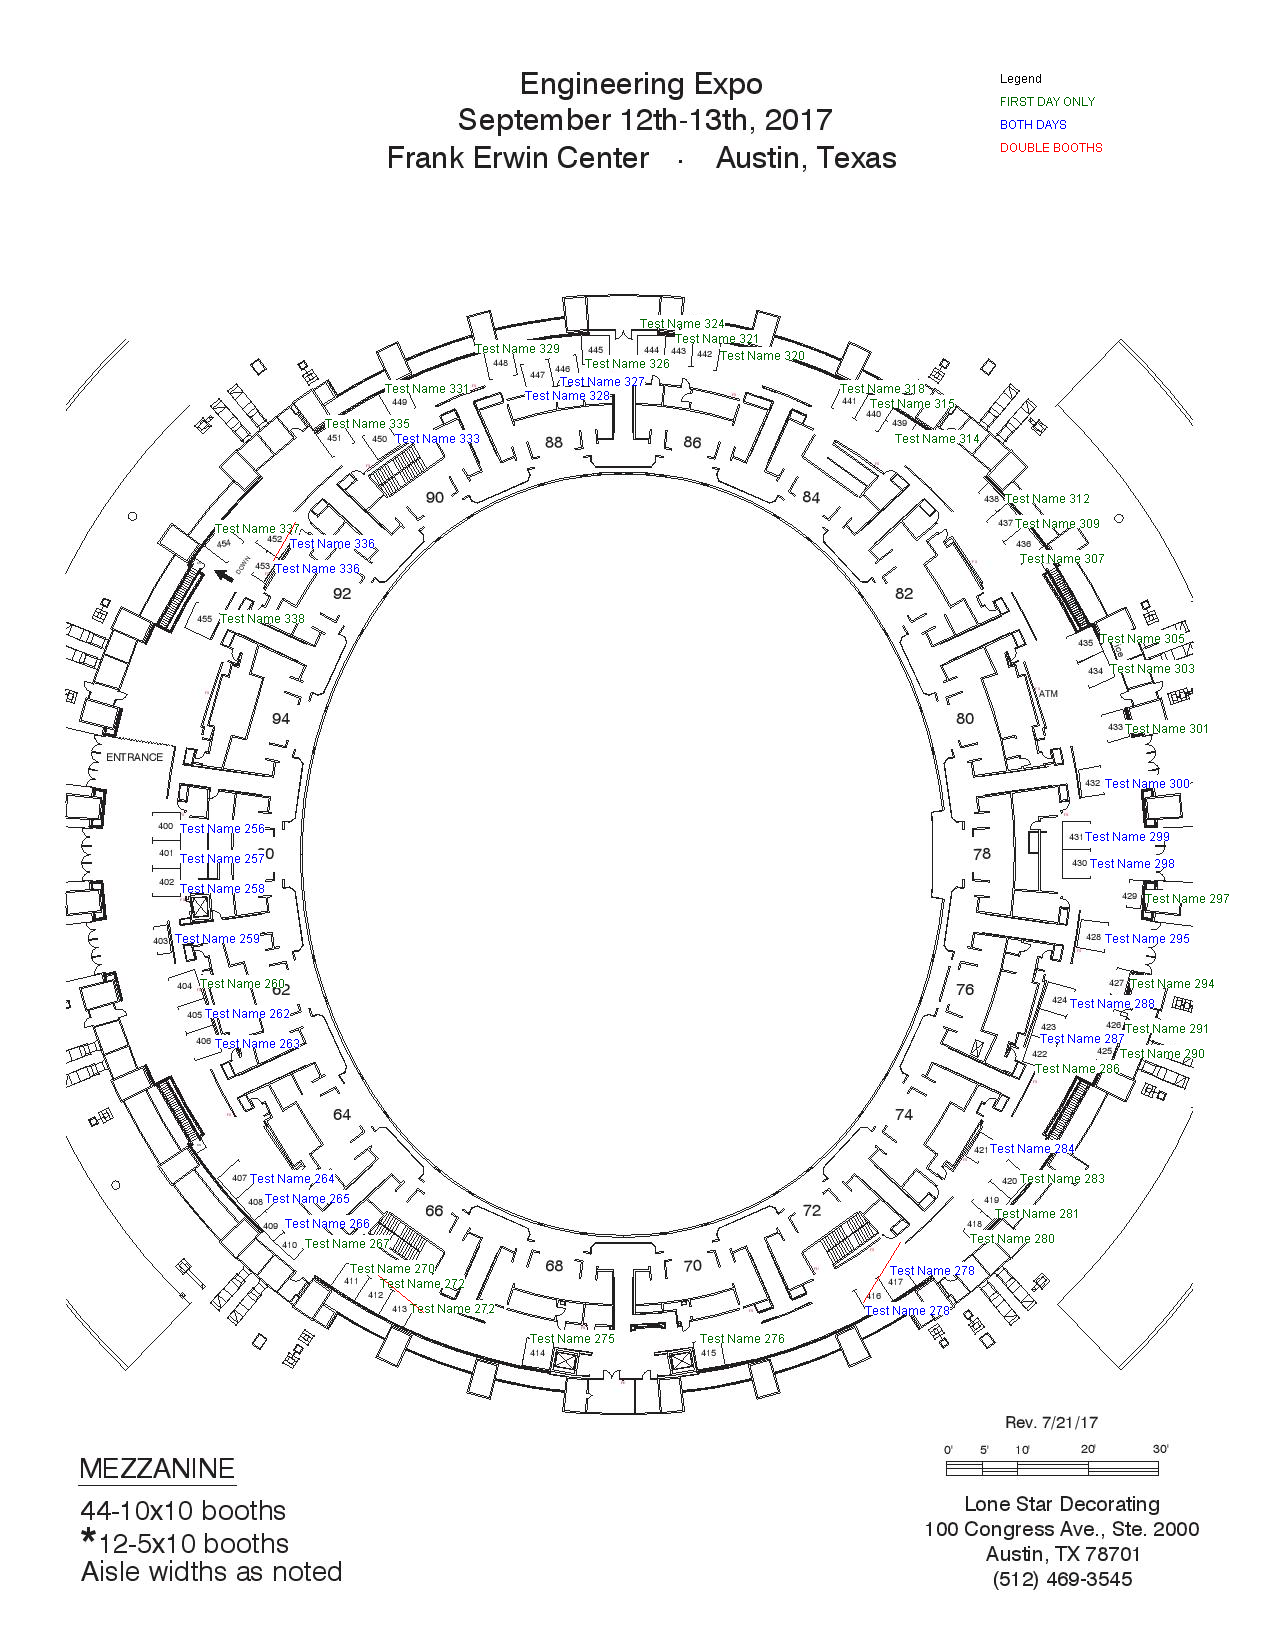 Engineering Expo
September 12th-13th, 2017
Frank Erwin Center · Austin, Texas
Legend
FIRST DAY ONLY
BOTH DAYS
DOUBLE BOOTHS
Test Name 324
Test Name 321
Test Name 329
445
444
443
442
Test Name 320
448
447
446
Test Name 326
Test Name 327
Test Name 328
Test Name 331
449
Test Name 318
441
Test Name 315
440
439
Test Name 314
Test Name 335
451
450
Test Name 333
88
86
90
84
438
Test Name 312
437
Test Name 309
436
Test Name 307
Test Name 337
454
452
Test Name 336
DOWN
453
Test Name 336
92
82
455
Test Name 338
435
Test Name 305
434
Test Name 303
ATM
94
80
433
Test Name 301
ENTRANCE
432
Test Name 300
400
Test Name 256
431
Test Name 299
401
Test Name 257
78
430
Test Name 298
402
Test Name 258
429
Test Name 297
403
Test Name 259
428
Test Name 295
404
Test Name 260
62
76
427
Test Name 294
424
Test Name 288
405
Test Name 262
423
426
Test Name 291
406
Test Name 263
Test Name 287
422
425
Test Name 290
Test Name 286
64
74
421
Test Name 284
407
Test Name 264
420
Test Name 283
408
Test Name 265
419
Test Name 281
66
72
409
Test Name 266
418
Test Name 280
410
Test Name 267
68
70
Test Name 270
411
Test Name 272
412
413
Test Name 272
Test Name 278
417
416
Test Name 278
Test Name 275
414
Test Name 276
415
Rev. 7/21/17
0' 5' 10' 20' 30'
MEZZANINE
44-10x10 booths
*12-5x10 booths
Aisle widths as noted
Lone Star Decorating
100 Congress Ave., Ste. 2000
Austin, TX 78701
(512) 469-3545